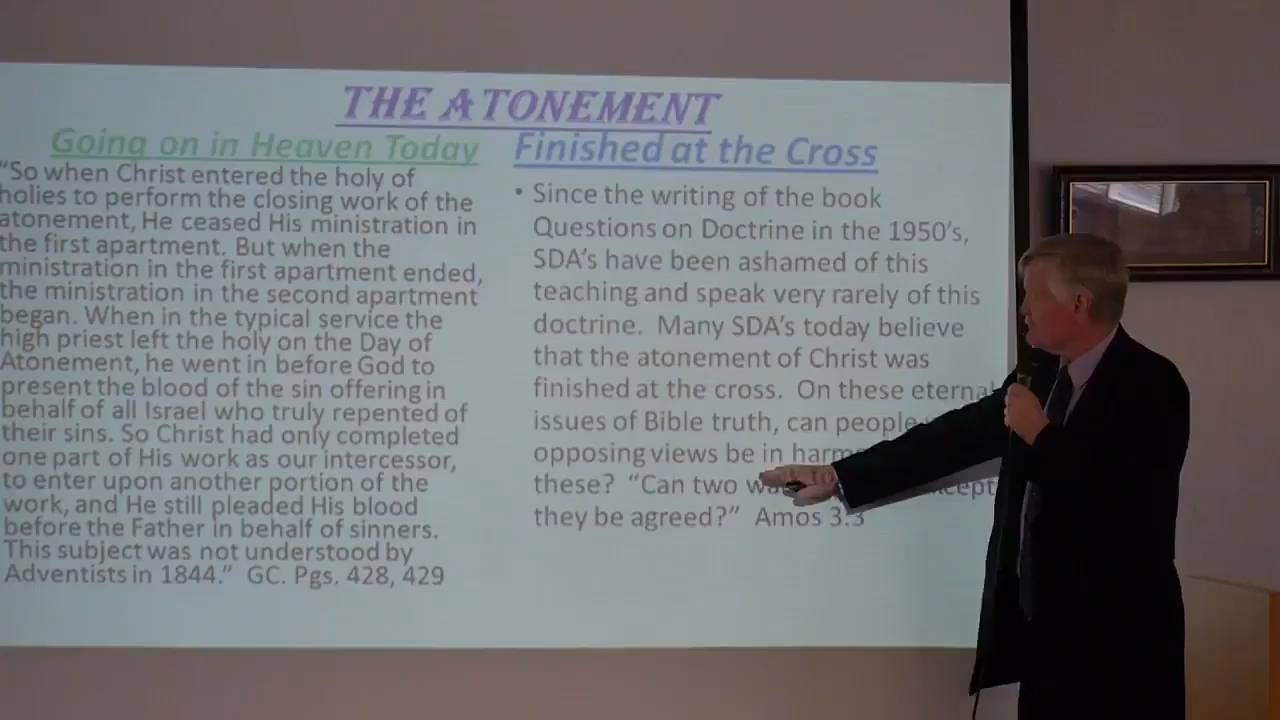 THE ATONEMENT
Going on in Heaven Today
“So when Christ entered the holy of
holies to perform the closing work of the
atonement, He ceased His ministration in
the first apartment. But when the
ministration in the first apartment ended,
the ministration in the second apartment
began. When in the typical service the
high priest left the holy on the Day of
Atonement, he went in before God to
present the blood of the sin offering in
behalf of all Israel who truly repented of
their sins. So Christ had only completed
one part of His work as our intercessor,
to enter upon another portion of the
work, and He still pleaded His blood
before the Father in behalf of sinners.
This subject was not understood by
Adventists in 1844.” GC. Pgs. 428, 429
Finished at the Cross
• Since the writing of the book
Questions on Doctrine in the 1950’s,
SDA’s have been ashamed of this
teaching and speak very rarely of this
doctrine. Many SDA’s today believe
that the atonement of Christ was
finished at the cross. On these eternal
issues of Bible truth, can people
opposing views be in
these? “Can two
they be agreed?” Amos 3:3